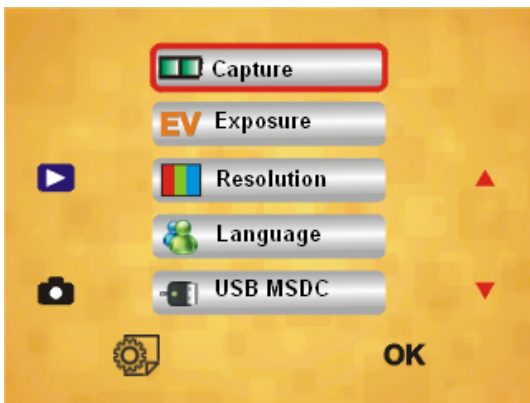 Capture
EV Exposure
Resolution
Language
USB MSDC
OK